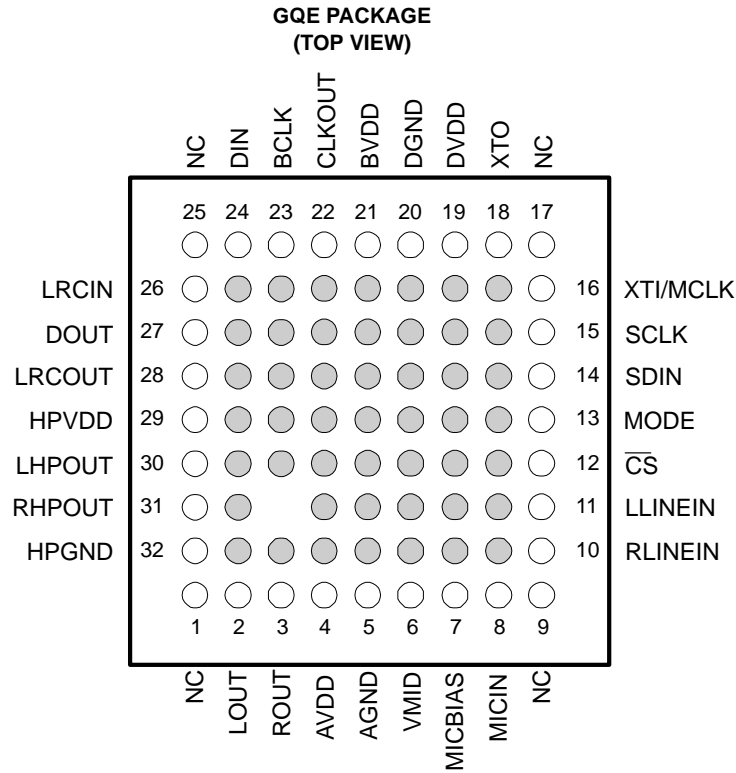 GQE PACKAGE
(TOP VIEW)
NC
DIN
BCLK
CLKOUT
BVDD
DGND
DVDD
XTO
NC
25 24 23 22 21 20 19 18 17
LRCIN 26 16 XTI/MCLK
DOUT 27 15 SCLK
LRCOUT 28 14 SDIN
HPVDD 29 13 MODE
LHPOUT 30 12 C̅S̅
RHPOUT 31 11 LLINEIN
HPGND 32 10 RLINEIN
1 2 3 4 5 6 7 8 9
NC
LOUT
ROUT
AVDD
AGND
VMID
MICBIAS
MICIN
NC